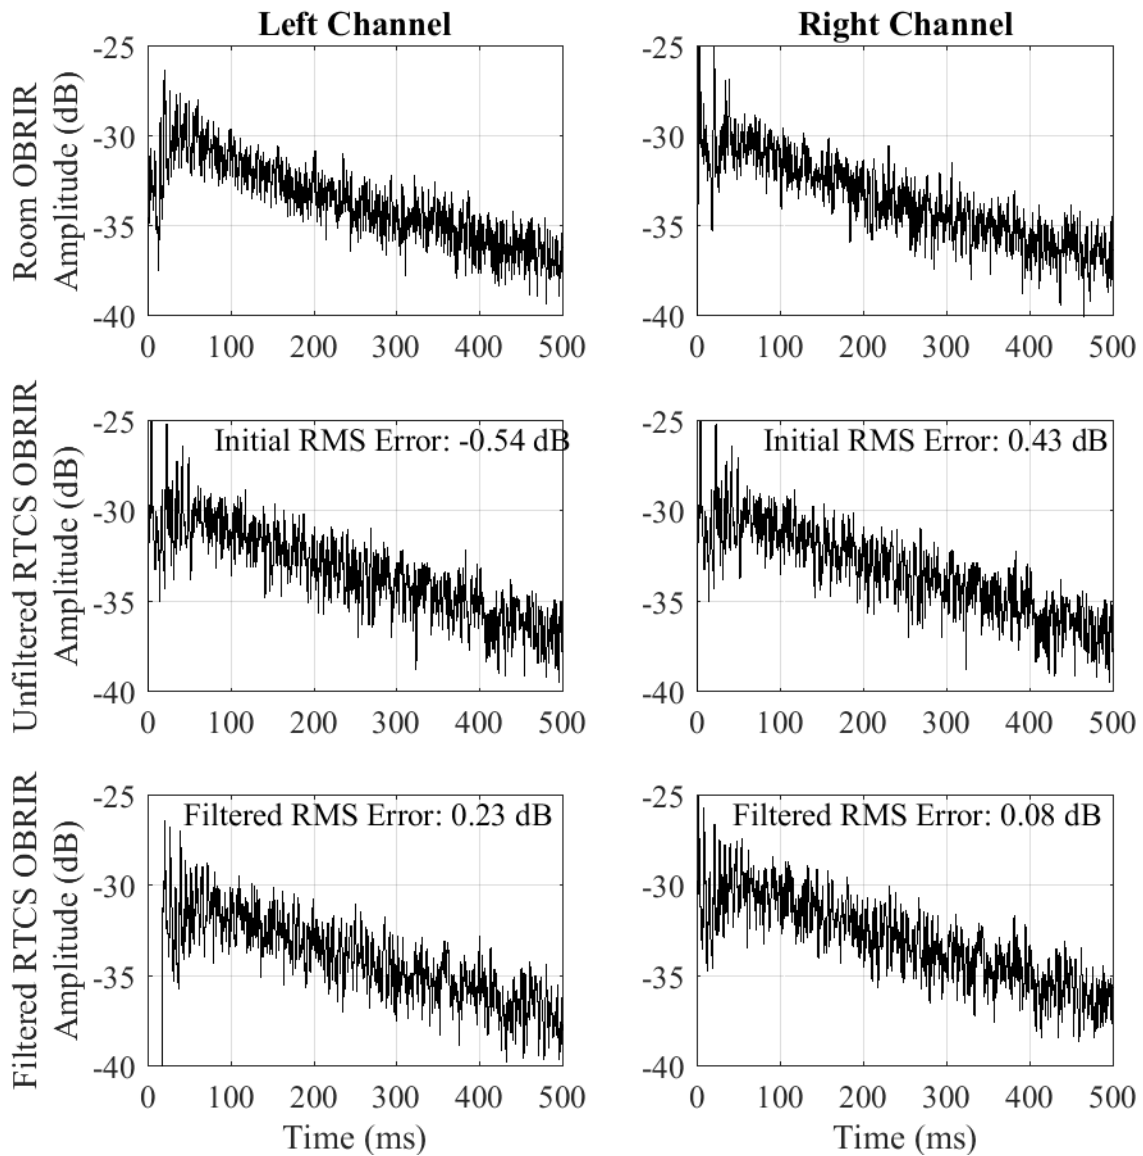 Left Channel
Right Channel
Room OBRIR
Amplitude (dB)
-25
-30
-35
-40
0 100 200 300 400 500
-25
-30
-35
-40
0 100 200 300 400 500
Unfiltered RTCS OBRIR
Amplitude (dB)
Initial RMS Error: -0.54 dB
-25
-30
-35
-40
0 100 200 300 400 500
Initial RMS Error: 0.43 dB
-25
-30
-35
-40
0 100 200 300 400 500
Filtered RTCS OBRIR
Amplitude (dB)
Filtered RMS Error: 0.23 dB
-25
-30
-35
-40
0 100 200 300 400 500
Time (ms)
Filtered RMS Error: 0.08 dB
-25
-30
-35
-40
0 100 200 300 400 500
Time (ms)